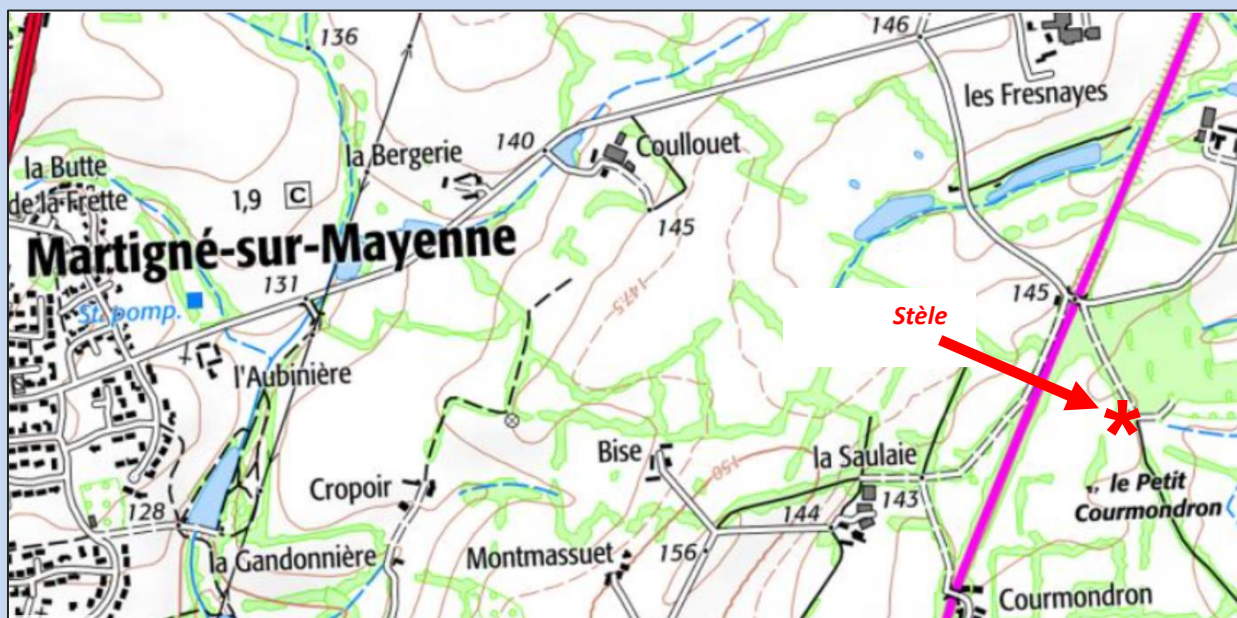 136
146
les Fresnayes
la Butte
de la Frette
la Bergerie
140
Coullouet
1,9
C
145
Martigné-sur-Mayenne
131
St. pomp.
147.5
145
Stèle
l'Aubinière
Bise
150
la Saulaie
Cropoir
le Petit
Courmondron
128
144
143
la Gandonnière
Montmassuet
156
Courmondron